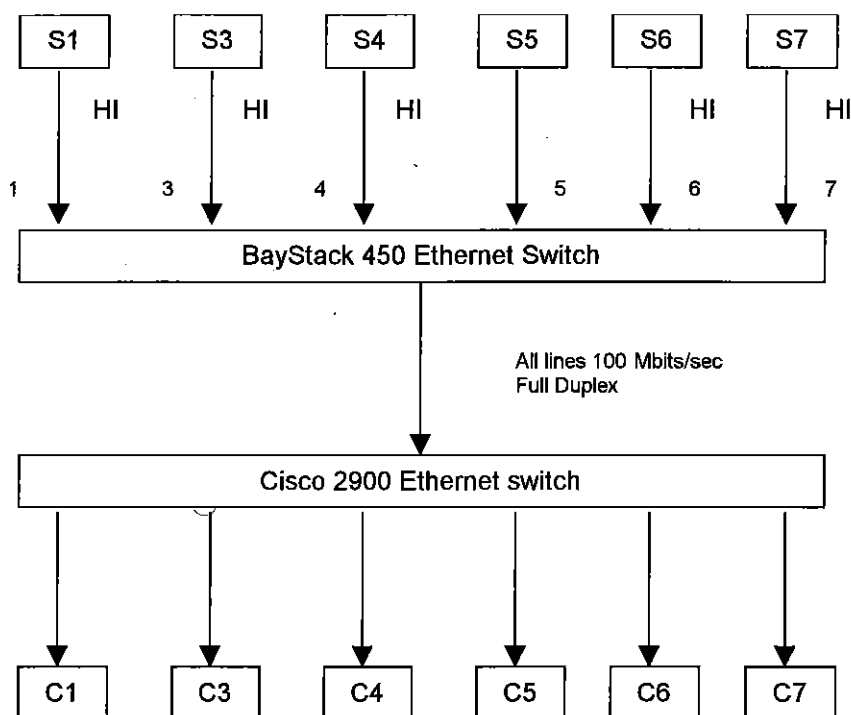 S1 S3 S4 S5 S6 S7
HI HI HI HI HI
1 3 4 5 6 7
BayStack 450 Ethernet Switch
All lines 100 Mbits/sec
Full Duplex
Cisco 2900 Ethernet switch
C1 C3 C4 C5 C6 C7